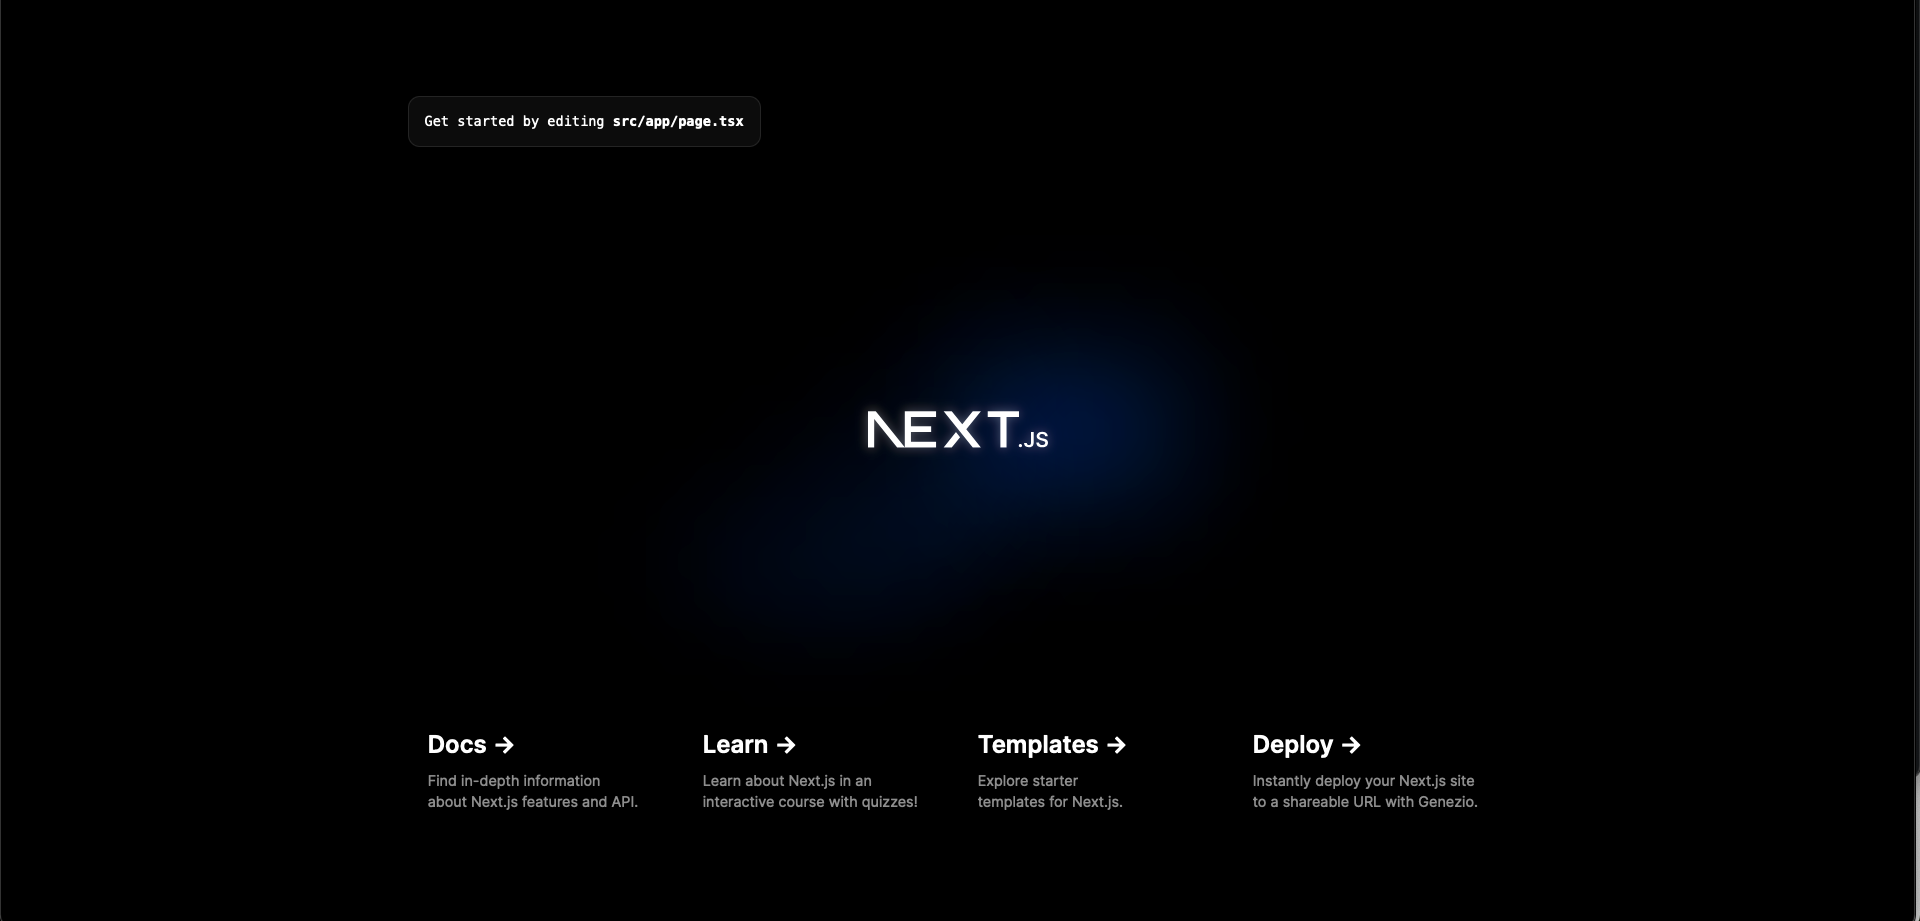 Get started by editing src/app/page.tsx
NEXT.JS
Docs →
Find in-depth information
about Next.js features and API.
Learn →
Learn about Next.js in an
interactive course with quizzes!
Templates →
Explore starter
templates for Next.js.
Deploy →
Instantly deploy your Next.js site
to a shareable URL with Genezio.